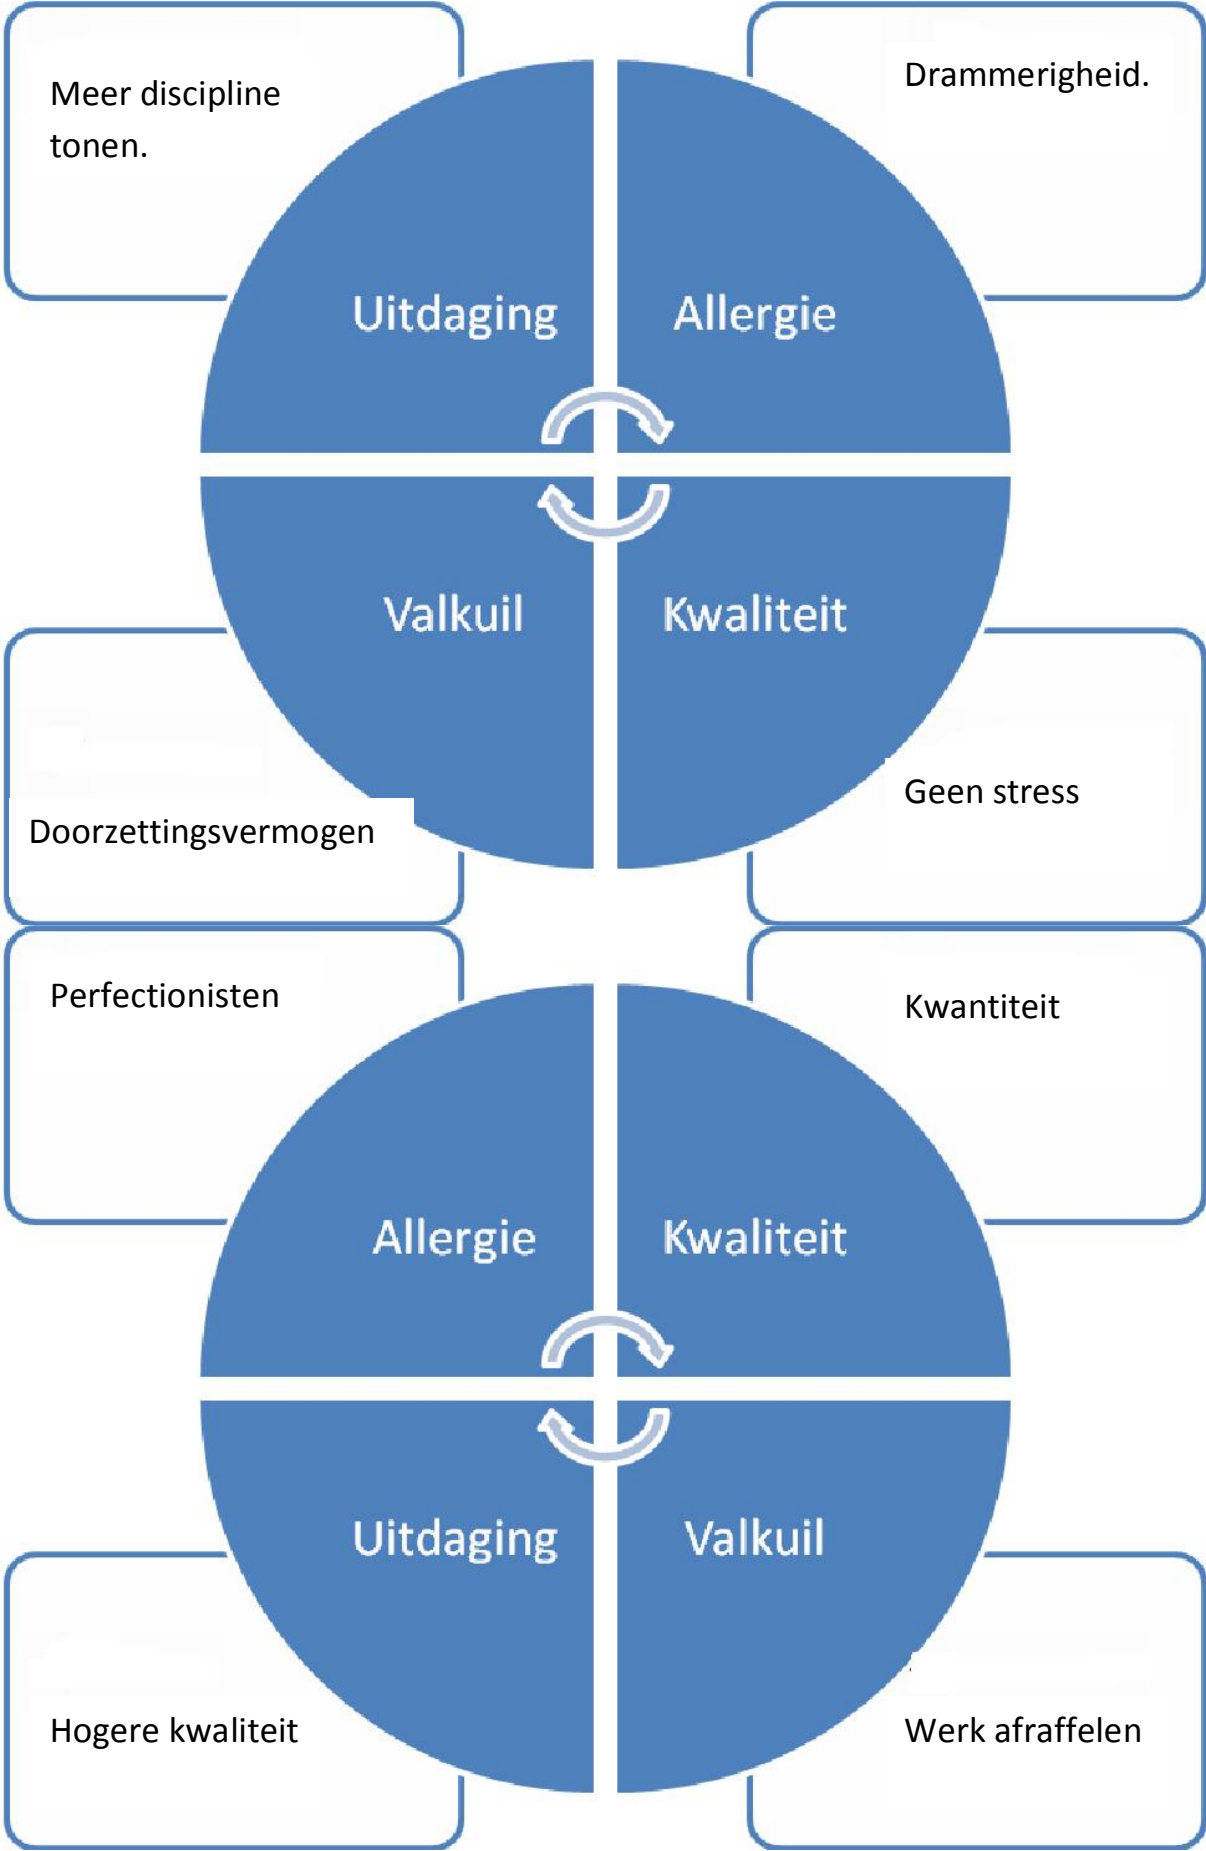 Meer discipline
tonen.
Drammerigheid.
Uitdaging
Allergie
Valkuil
Kwaliteit
Doorzettingsvermogen
Geen stress
Perfectionisten
Kwantiteit
Allergie
Kwaliteit
Uitdaging
Valkuil
Hogere kwaliteit
Werk afraffelen